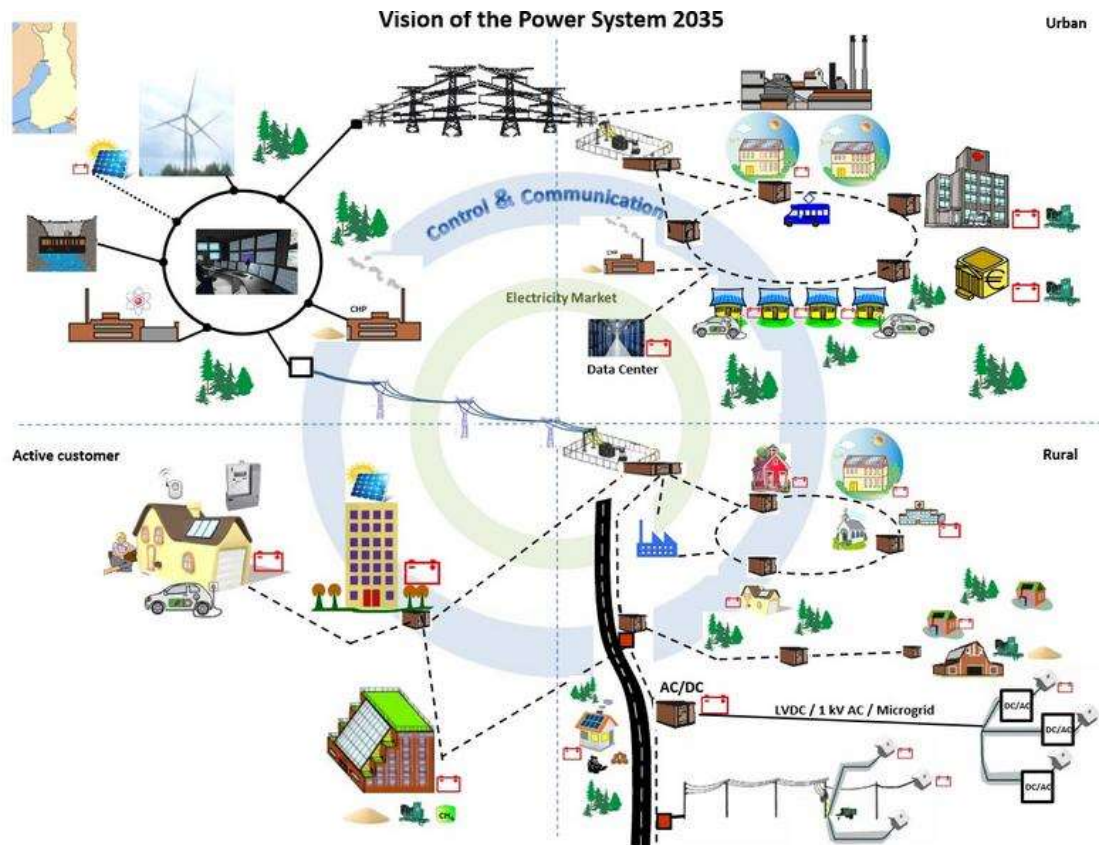 Vision of the Power System 2035
Urban
Control & Communication
CHP
CHP
Electricity Market
€
Data Center
Active customer
Rural
AC/DC
LVDC / 1 kV AC / Microgrid
DC/AC
DC/AC
DC/AC
CH4